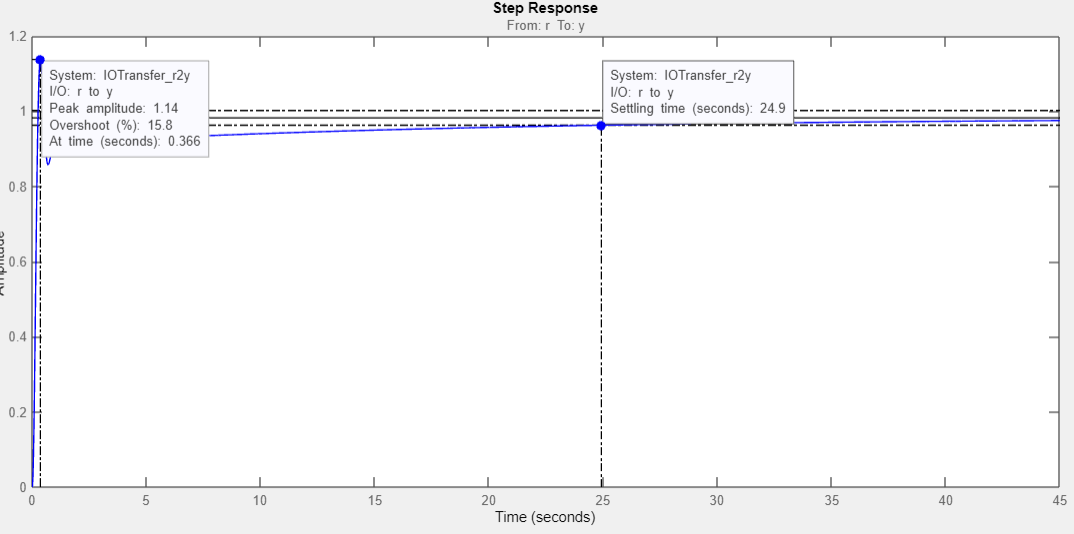 Step Response
From: r To: y
1.2
1
0.8
0.6
0.4
0.2
0
System: IOTransfer_r2y
I/O: r to y
Peak amplitude: 1.14
Overshoot (%): 15.8
At time (seconds): 0.366
System: IOTransfer_r2y
I/O: r to y
Settling time (seconds): 24.9
0 5 10 15 20 25 30 35 40 45
Time (seconds)